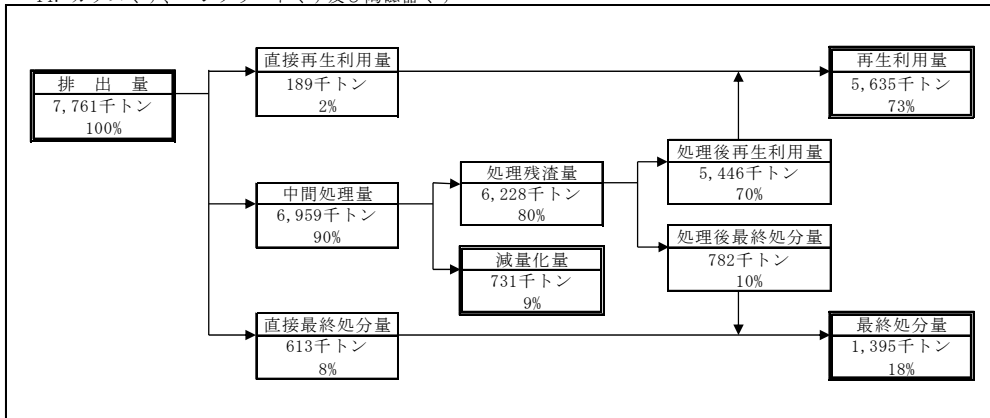 排出量
7,761千トン
100%
直接再生利用量
189千トン
2%
再生利用量
5,635千トン
73%
中間処理量
6,959千トン
90%
処理残渣量
6,228千トン
80%
処理後再生利用量
5,446千トン
70%
減量化量
731千トン
9%
処理後最終処分量
782千トン
10%
直接最終処分量
613千トン
8%
最終処分量
1,395千トン
18%